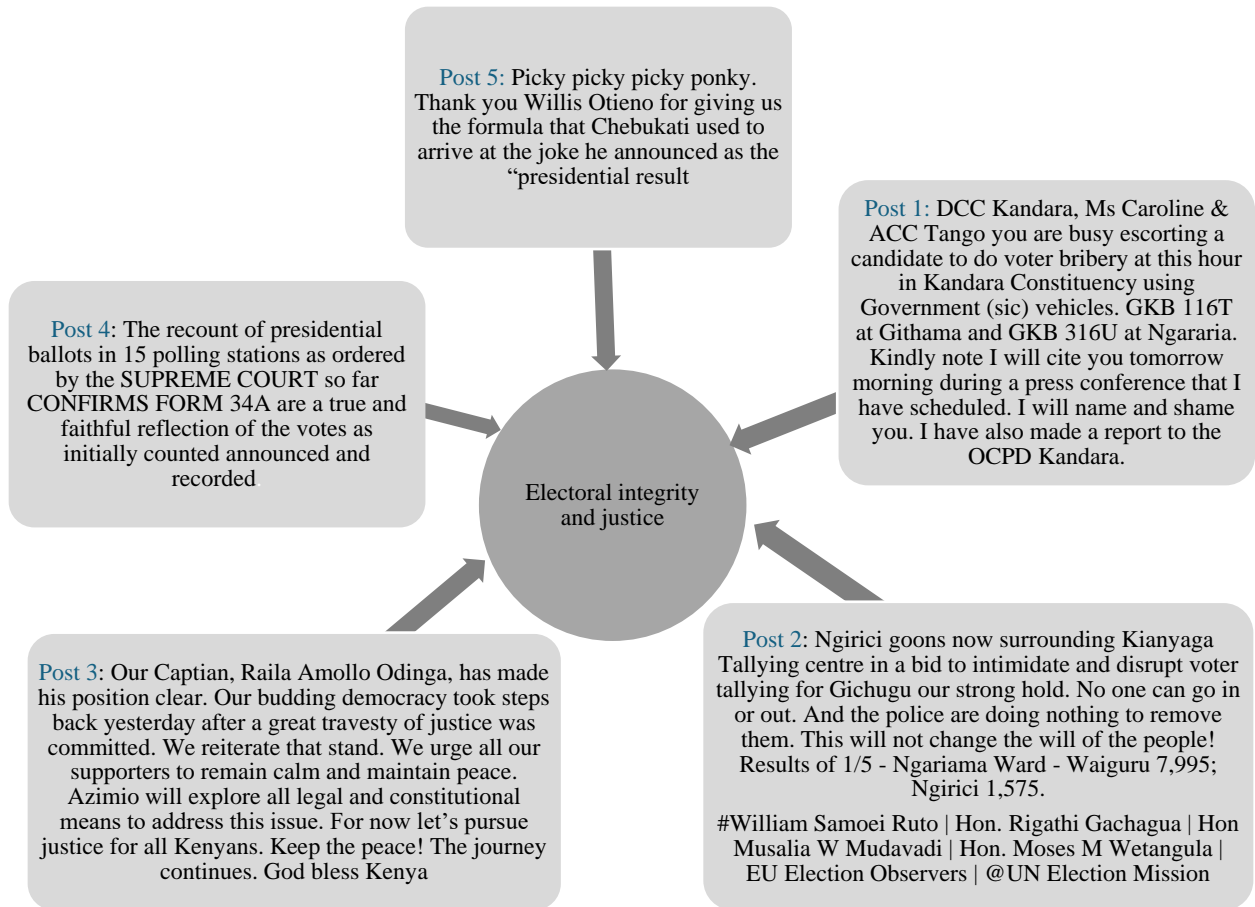 Post 5: Picky picky picky ponky.
Thank you Willis Otieno for giving us
the formula that Chebukati used to
arrive at the joke he announced as the
“presidential result
Post 1: DCC Kandara, Ms Caroline &
ACC Tango you are busy escorting a
candidate to do voter bribery at this hour
in Kandara Constituency using
Government (sic) vehicles. GKB 116T
at Githama and GKB 316U at Ngararia.
Kindly note I will cite you tomorrow
morning during a press conference that I
have scheduled. I will name and shame
you. I have also made a report to the
OCPD Kandara.
Post 4: The recount of presidential
ballots in 15 polling stations as ordered
by the SUPREME COURT so far
CONFIRMS FORM 34A are a true and
faithful reflection of the votes as
initially counted announced and
recorded.
Electoral integrity
and justice
Post 3: Our Captian, Raila Amollo Odinga, has made
his position clear. Our budding democracy took steps
back yesterday after a great travesty of justice was
committed. We reiterate that stand. We urge all our
supporters to remain calm and maintain peace.
Azimio will explore all legal and constitutional
means to address this issue. For now let’s pursue
justice for all Kenyans. Keep the peace! The journey
continues. God bless Kenya
Post 2: Ngirici goons now surrounding Kianyaga
Tallying centre in a bid to intimidate and disrupt voter
tallying for Gichugu our strong hold. No one can go in
or out. And the police are doing nothing to remove
them. This will not change the will of the people!
Results of 1/5 - Ngariama Ward - Waiguru 7,995;
Ngirici 1,575.
#William Samoei Ruto | Hon. Rigathi Gachagua | Hon
Musalia W Mudavadi | Hon. Moses M Wetangula |
EU Election Observers | @UN Election Mission